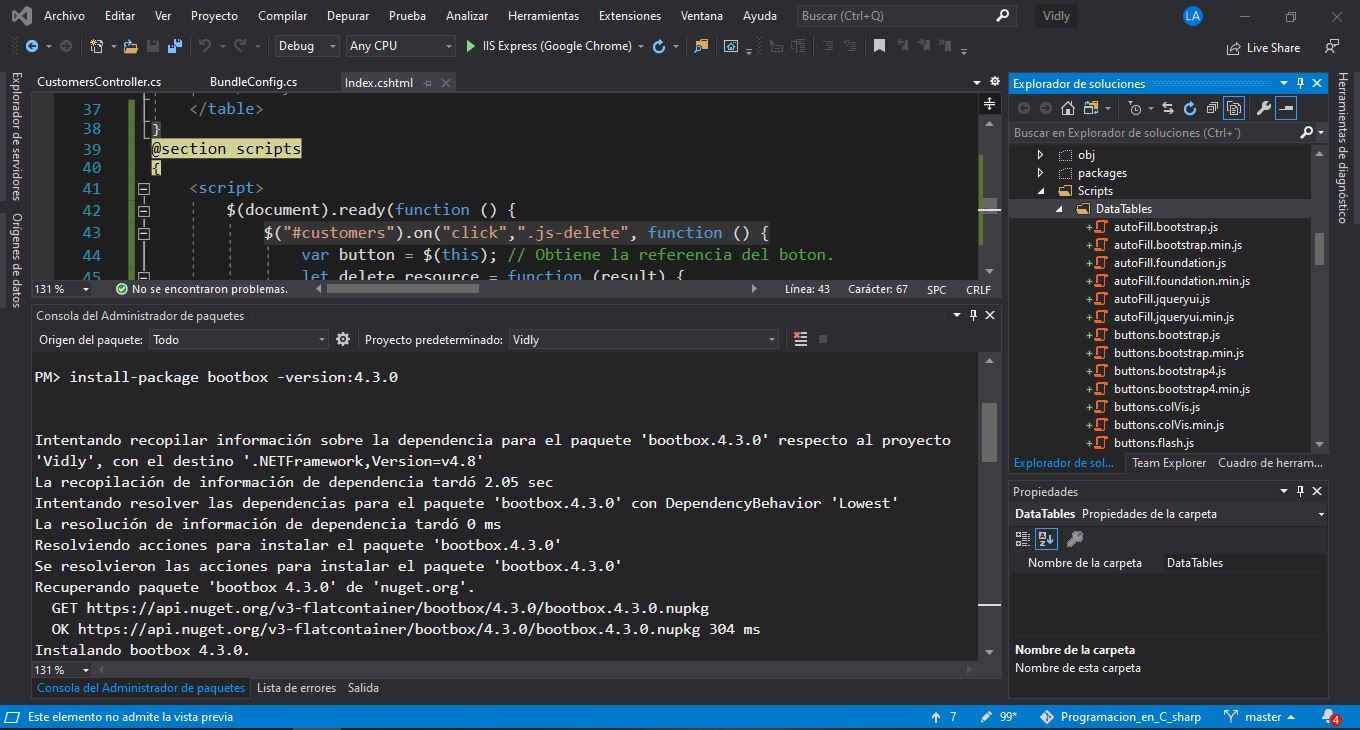 Archivo Editar Ver Proyecto Compilar Depurar Prueba Analizar Herramientas Extensiones Ventana Ayuda Buscar (Ctrl+Q) Vidly LA
Debug Any CPU IIS Express (Google Chrome) Live Share
Explorador de servidores
Orígenes de datos
CustomersController.cs BundleConfig.cs Index.cshtml
37 </table>
38 }
39 @section scripts
40 {
41 <script>
42 $(document).ready(function () {
43 $("#customers").on("click",".js-delete", function () {
44 var button = $(this); // Obtiene la referencia del boton.
45 let delete_resource = function (result) {
131 % No se encontraron problemas. Línea: 43 Carácter: 67 SPC CRLF
Consola del Administrador de paquetes
Origen del paquete: Todo Proyecto predeterminado: Vidly
PM> install-package bootbox -version:4.3.0
Intentando recopilar información sobre la dependencia para el paquete 'bootbox.4.3.0' respecto al proyecto
'Vidly', con el destino '.NETFramework,Version=v4.8'
La recopilación de información de dependencia tardó 2.05 sec
Intentando resolver las dependencias para el paquete 'bootbox.4.3.0' con DependencyBehavior 'Lowest'
La resolución de información de dependencia tardó 0 ms
Resolviendo acciones para instalar el paquete 'bootbox.4.3.0'
Se resolvieron las acciones para instalar el paquete 'bootbox.4.3.0'
Recuperando paquete 'bootbox 4.3.0' de 'nuget.org'.
GET https://api.nuget.org/v3-flatcontainer/bootbox/4.3.0/bootbox.4.3.0.nupkg
OK https://api.nuget.org/v3-flatcontainer/bootbox/4.3.0/bootbox.4.3.0.nupkg 304 ms
Instalando bootbox 4.3.0.
131 %
Consola del Administrador de paquetes Lista de errores Salida
Explorador de soluciones
Buscar en Explorador de soluciones (Ctrl+´)
obj
packages
Scripts
DataTables
autoFill.bootstrap.js
autoFill.bootstrap.min.js
autoFill.foundation.js
autoFill.foundation.min.js
autoFill.jqueryui.js
autoFill.jqueryui.min.js
buttons.bootstrap.js
buttons.bootstrap.min.js
buttons.bootstrap4.js
buttons.bootstrap4.min.js
buttons.colVis.js
buttons.colVis.min.js
buttons.flash.js
Explorador de sol... Team Explorer Cuadro de herram...
Propiedades
DataTables Propiedades de la carpeta
Nombre de la carpeta DataTables
Nombre de la carpeta
Nombre de esta carpeta
Herramientas de diagnóstico
Este elemento no admite la vista previa 7 99* Programacion_en_C_sharp master 4